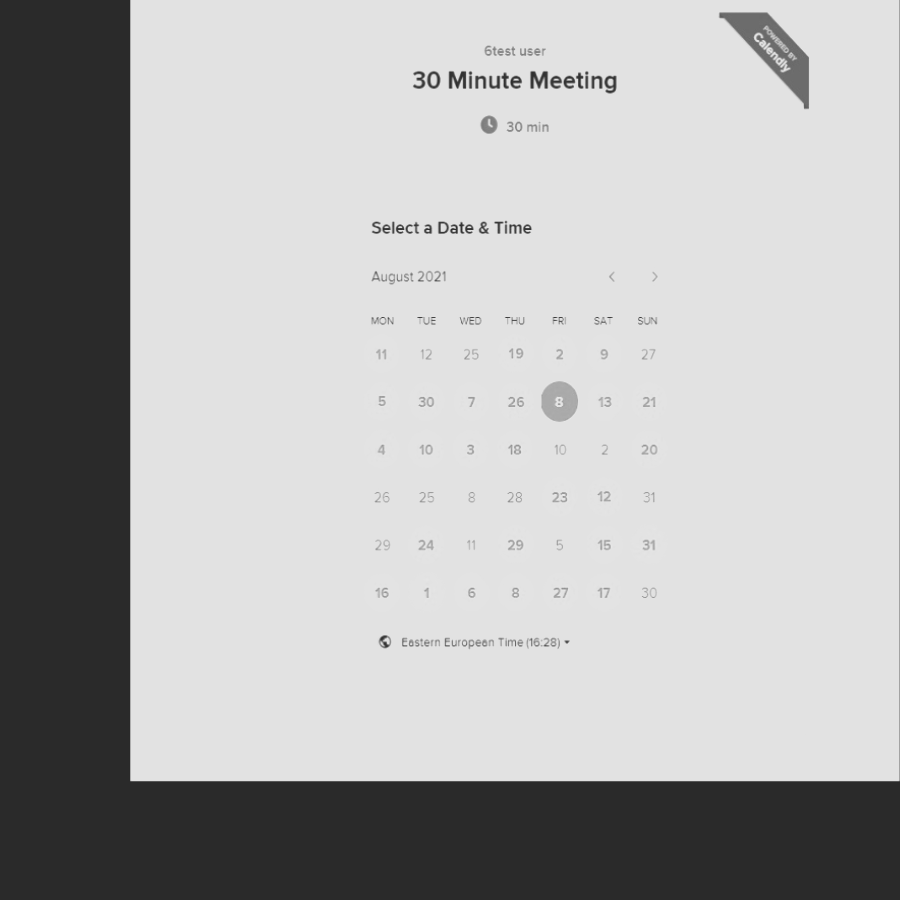 6test user
POWERED BY
Calendly
30 Minute Meeting
30 min
Select a Date & Time
August 2021
MON TUE WED THU FRI SAT SUN
11 12 25 19 2 9 27
5 30 7 26 8 13 21
4 10 3 18 10 2 20
26 25 8 28 23 12 31
29 24 11 29 5 15 31
16 1 6 8 27 17 30
Eastern European Time (16:28)